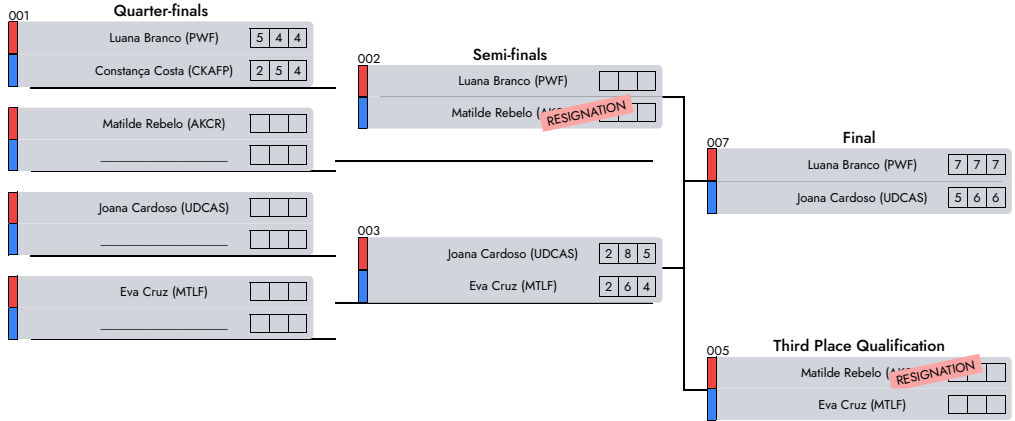 Quarter-finals
001
Luana Branco (PWF) 5 4 4
Constança Costa (CKAFP) 2 5 4
Matilde Rebelo (AKCR)
Joana Cardoso (UDCAS)
Eva Cruz (MTLF)
Semi-finals
002
Luana Branco (PWF)
Matilde Rebelo
RESIGNATION
003
Joana Cardoso (UDCAS) 2 8 5
Eva Cruz (MTLF) 2 6 4
Final
007
Luana Branco (PWF) 7 7 7
Joana Cardoso (UDCAS) 5 6 6
Third Place Qualification
005
Matilde Rebelo
RESIGNATION
Eva Cruz (MTLF)